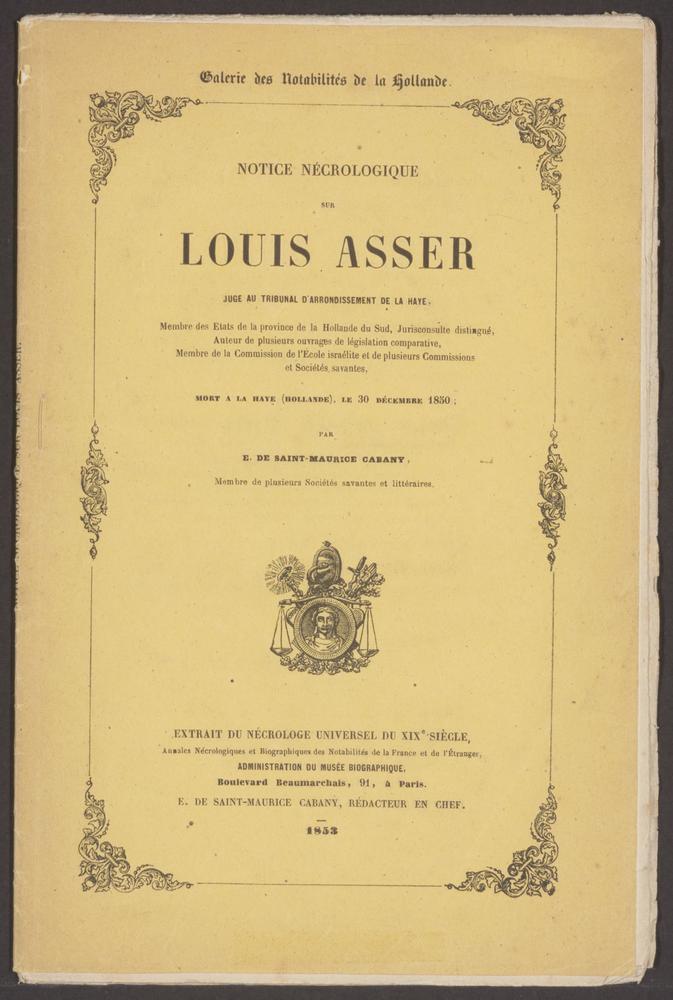 Galerie des Notabilités de la Hollande.
NOTICE NÉCROLOGIQUE
SUR
LOUIS ASSER
JUGE AU TRIBUNAL D'ARRONDISSEMENT DE LA HAYE,
Membre des Etats de la province de la Hollande du Sud, Jurisconsulte distingué,
Auteur de plusieurs ouvrages de législation comparative,
Membre de la Commission de l'Ecole israélite et de plusieurs Commissions
et Sociétés savantes,
MORT A LA HAYE (HOLLANDE), LE 30 DÉCEMBRE 1850;
PAR
E. DE SAINT-MAURICE CABANY,
Membre de plusieurs Sociétés savantes et littéraires.
EXTRAIT DU NÉCROLOGE UNIVERSEL DU XIXe SIÈCLE,
Annales Nécrologiques et Biographiques des Notabilités de la France et de l'Étranger,
ADMINISTRATION DU MUSÉE BIOGRAPHIQUE,
Boulevard Beaumarchais, 91, à Paris.
E. DE SAINT-MAURICE CABANY, RÉDACTEUR EN CHEF.
1853